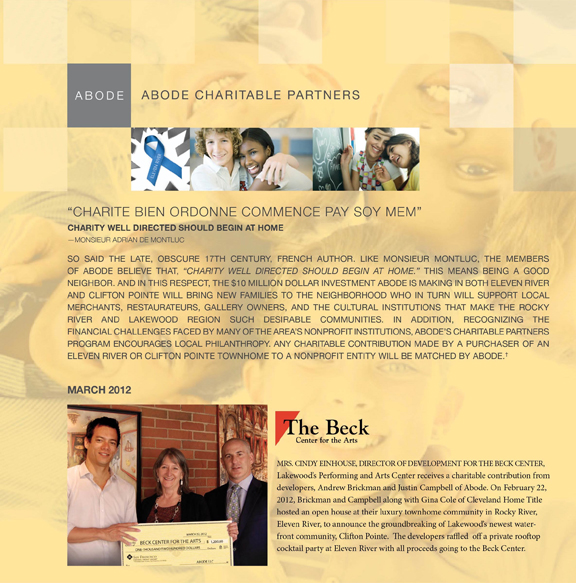 ABODE
ABODE CHARITABLE PARTNERS
“CHARITE BIEN ORDONNE COMMENCE PAY SOY MEM”
CHARITY WELL DIRECTED SHOULD BEGIN AT HOME
—MONSIEUR ADRIAN DE MONTLUC
SO SAID THE LATE, OBSCURE 17TH CENTURY, FRENCH AUTHOR. LIKE MONSIEUR MONTLUC, THE MEMBERS
OF ABODE BELIEVE THAT, “CHARITY WELL DIRECTED SHOULD BEGIN AT HOME.” THIS MEANS BEING A GOOD
NEIGHBOR. AND IN THIS RESPECT, THE $10 MILLION DOLLAR INVESTMENT ABODE IS MAKING IN BOTH ELEVEN RIVER
AND CLIFTON POINTE WILL BRING NEW FAMILIES TO THE NEIGHBORHOOD WHO IN TURN WILL SUPPORT LOCAL
MERCHANTS, RESTAURATEURS, GALLERY OWNERS, AND THE CULTURAL INSTITUTIONS THAT MAKE THE ROCKY
RIVER AND LAKEWOOD REGION SUCH DESIRABLE COMMUNITIES. IN ADDITION, RECOGNIZING THE
FINANCIAL CHALLENGES FACED BY MANY OF THE AREA'S NONPROFIT INSTITUTIONS, ABODE'S CHARITABLE PARTNERS
PROGRAM ENCOURAGES LOCAL PHILANTHROPY. ANY CHARITABLE CONTRIBUTION MADE BY A PURCHASER OF AN
ELEVEN RIVER OR CLIFTON POINTE TOWNHOME TO A NONPROFIT ENTITY WILL BE MATCHED BY ABODE.†
MARCH 2012
BECK CENTER FOR THE ARTS
The Beck
Center for the Arts
MRS. CINDY EINHOUSE, DIRECTOR OF DEVELOPMENT FOR THE BECK CENTER,
Lakewood's Performing and Arts Center receives a charitable contribution from
developers, Andrew Brickman and Justin Campbell of Abode. On February 22,
2012, Brickman and Campbell along with Gina Cole of Cleveland Home Title
hosted an open house at their luxury townhome community in Rocky River,
Eleven River, to announce the groundbreaking of Lakewood's newest water-
front community, Clifton Pointe. The developers raffled off a private rooftop
cocktail party at Eleven River with all proceeds going to the Beck Center.